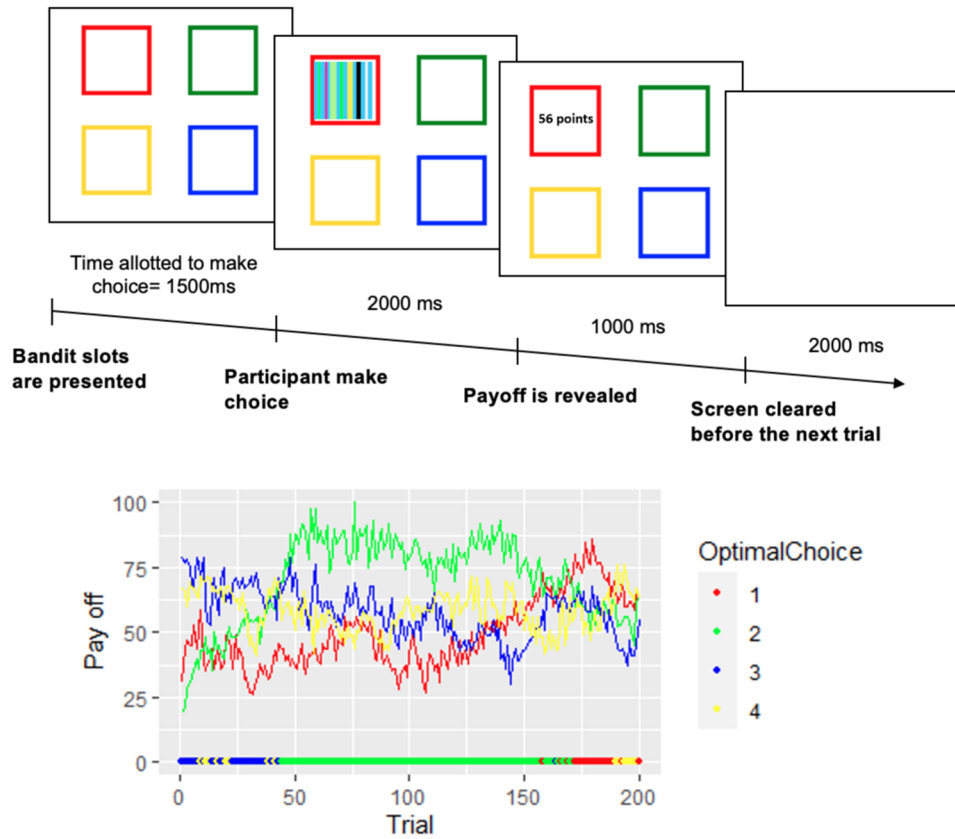 56 points
Time allotted to make
choice= 1500ms
2000 ms
1000 ms
2000 ms
Bandit slots
are presented
Participant make
choice
Payoff is revealed
Screen cleared
before the next trial
Pay off
100
75
50
25
0
0
50
100
150
200
Trial
OptimalChoice
1
2
3
4